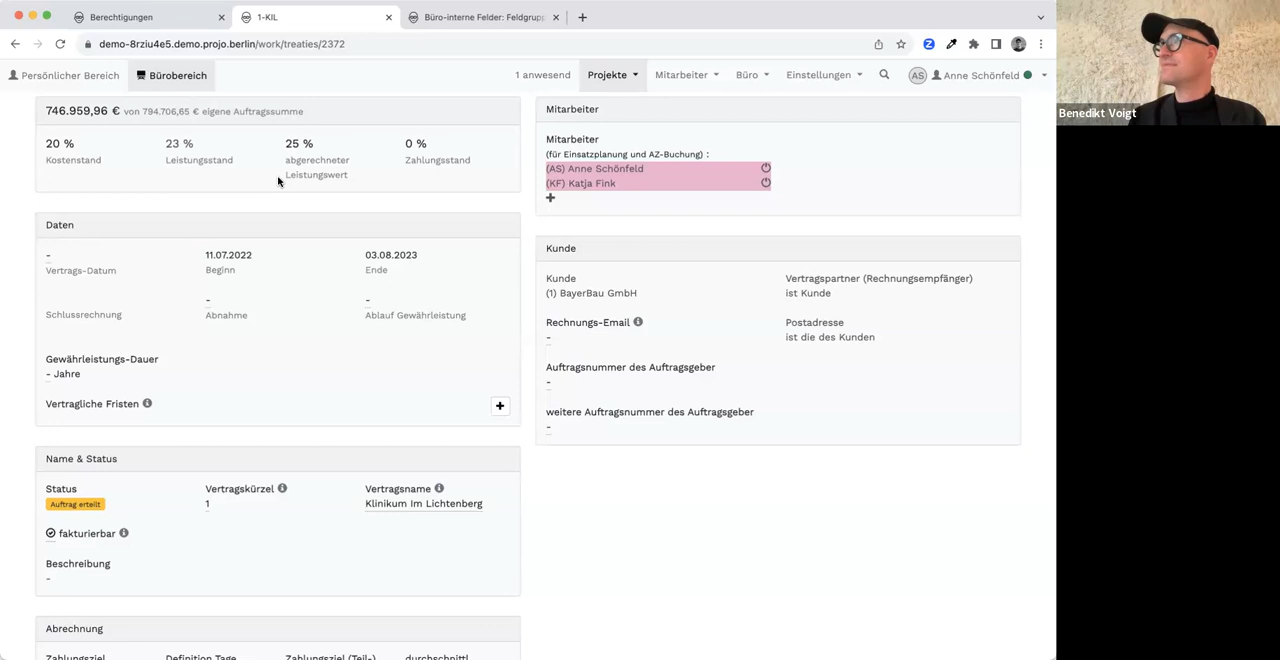 Berechtigungen
1-KIL
Büro-interne Felder: Feldgrupp
demo-8rziu4e5.demo.projo.berlin/work/treaties/2372
Persönlicher Bereich
Bürobereich
1 anwesend
Projekte
Mitarbeiter
Büro
Einstellungen
AS
Anne Schönfeld
Benedikt Voigt
746.959,96 € von 794.706,65 € eigene Auftragssumme
20 % 23 % 25 % 0 %
Kostenstand Leistungsstand abgerechneter Zahlungsstand
Leistungswert
Daten
- 11.07.2022 03.08.2023
Vertrags-Datum Beginn Ende
- -
Schlussrechnung Abnahme Ablauf Gewährleistung
Gewährleistungs-Dauer
- Jahre
Vertragliche Fristen
Name & Status
Status Vertragskürzel Vertragsname
Auftrag erteilt 1 Klinikum Im Lichtenberg
fakturierbar
Beschreibung
-
Abrechnung
Zahlungsziel Definition Tage Zahlungsziel (Teil-) durchschnittl.
Mitarbeiter
Mitarbeiter
(für Einsatzplanung und AZ-Buchung) :
(AS) Anne Schönfeld
(KF) Katja Fink
Kunde
Kunde Vertragspartner (Rechnungsempfänger)
(1) BayerBau GmbH ist Kunde
Rechnungs-Email Postadresse
- ist die des Kunden
Auftragsnummer des Auftragsgeber
-
weitere Auftragsnummer des Auftragsgeber
-